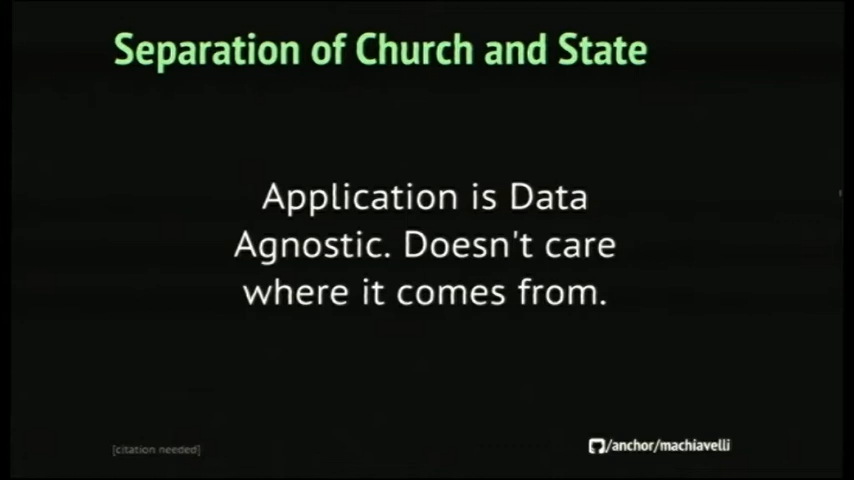 Separation of Church and State
Application is Data
Agnostic. Doesn't care
where it comes from.
[citation needed]
/anchor/machiavelli